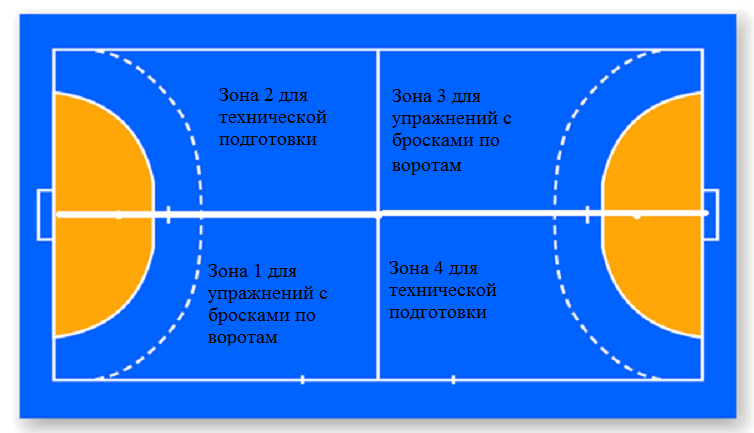 Зона 2 для
технической
подготовки
Зона 3 для
упражнений с
бросками по
воротам
Зона 1 для
упражнений с
бросками по
воротам
Зона 4 для
технической
подготовки